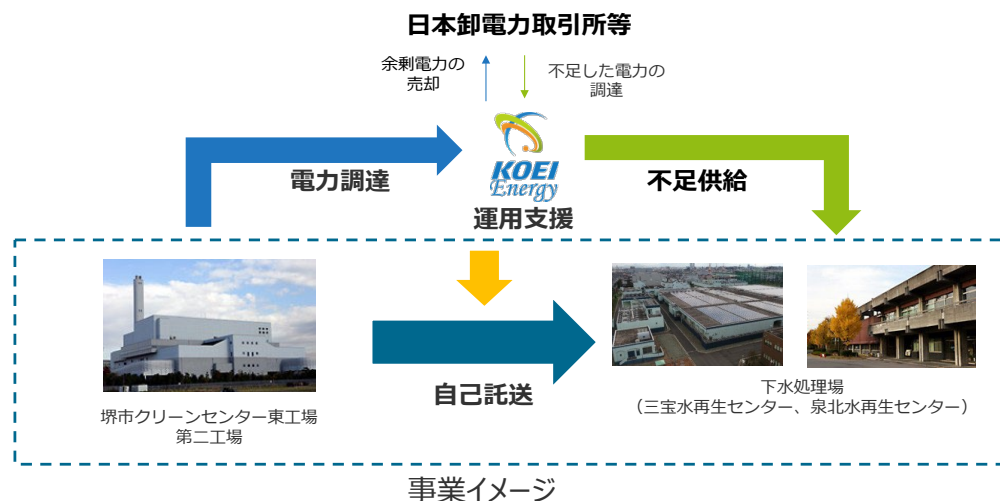 日本卸電力取引所等
余剰電力の
売却
不足した電力の
調達
KOEI
Energy
電力調達
運用支援
不足供給
自己託送
堺市クリーンセンター東工場
第二工場
下水処理場
（三宝水再生センター、泉北水再生センター）
事業イメージ